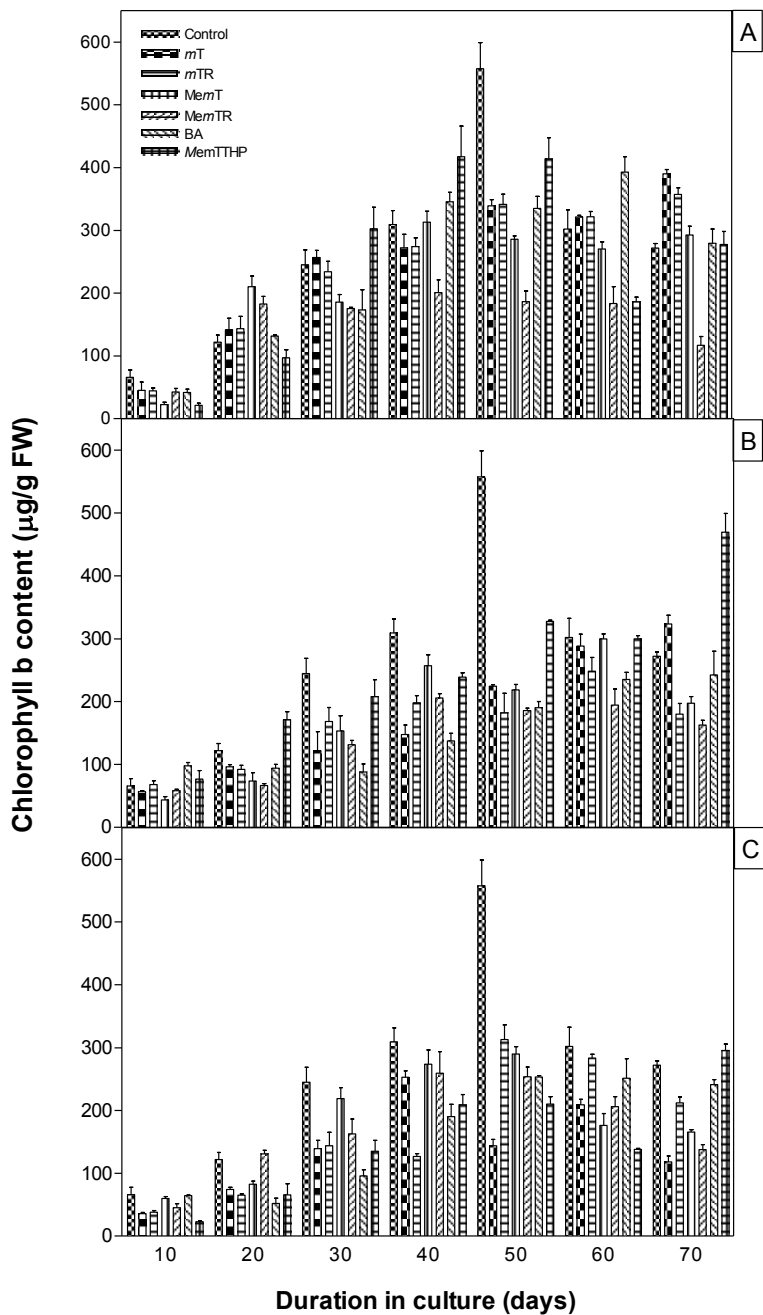 A
Control
mT
mTR
MemT
MemTR
BA
MemTTHP
600
500
400
300
200
100
0
B
600
500
400
300
200
100
0
C
600
500
400
300
200
100
0
Chlorophyll b content (µg/g FW)
10 20 30 40 50 60 70
Duration in culture (days)